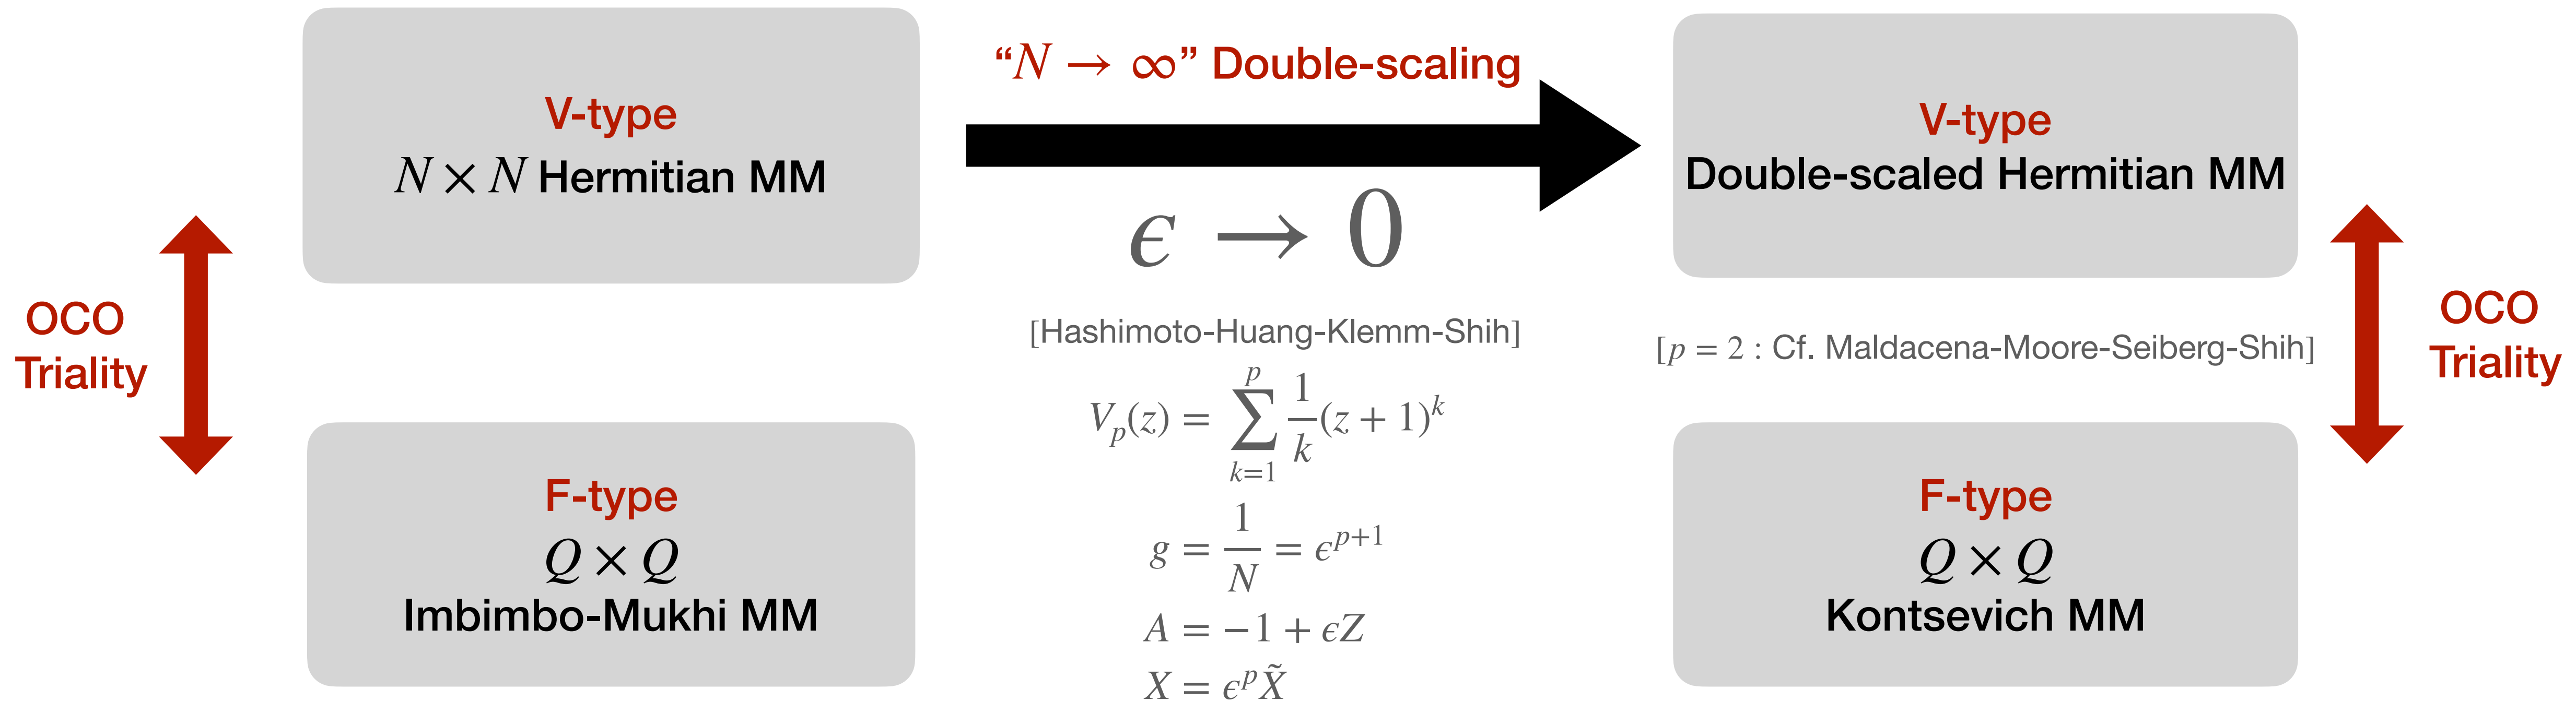 V-type
N × N Hermitian MM
OCO
Triality
F-type
Q × Q
Imbimbo-Mukhi MM
“N → ∞” Double-scaling
ϵ → 0
[Hashimoto-Huang-Klemm-Shih]
V_p(z) = ∑_{k=1}^{p} \frac{1}{k}(z + 1)^k
g = \frac{1}{N} = ϵ^{p+1}
A = −1 + ϵZ
X = ϵ^p X̃
V-type
Double-scaled Hermitian MM
[p = 2 : Cf. Maldacena-Moore-Seiberg-Shih]
OCO
Triality
F-type
Q × Q
Kontsevich MM